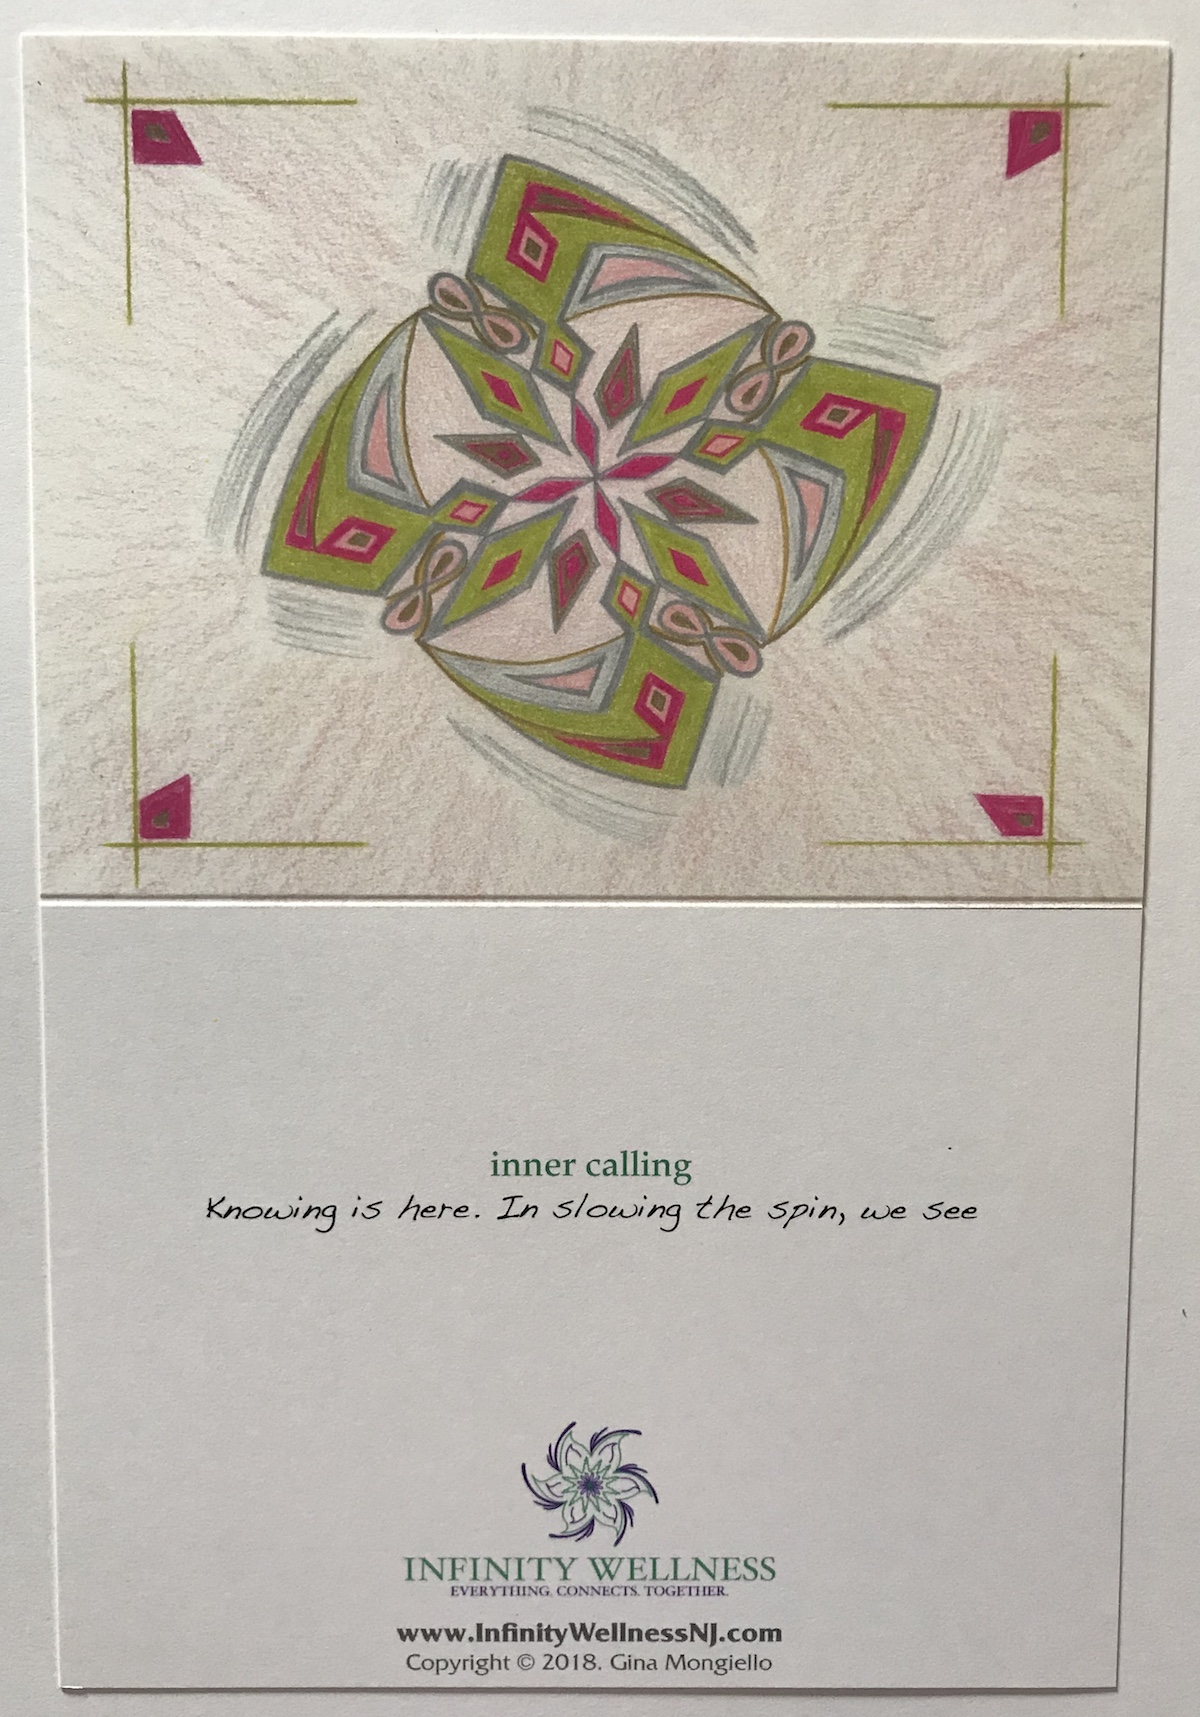 inner calling
Knowing is here. In slowing the spin, we see
INFINITY WELLNESS
EVERYTHING. CONNECTS. TOGETHER.
www.InfinityWellnessNJ.com
Copyright © 2018. Gina Mongiello